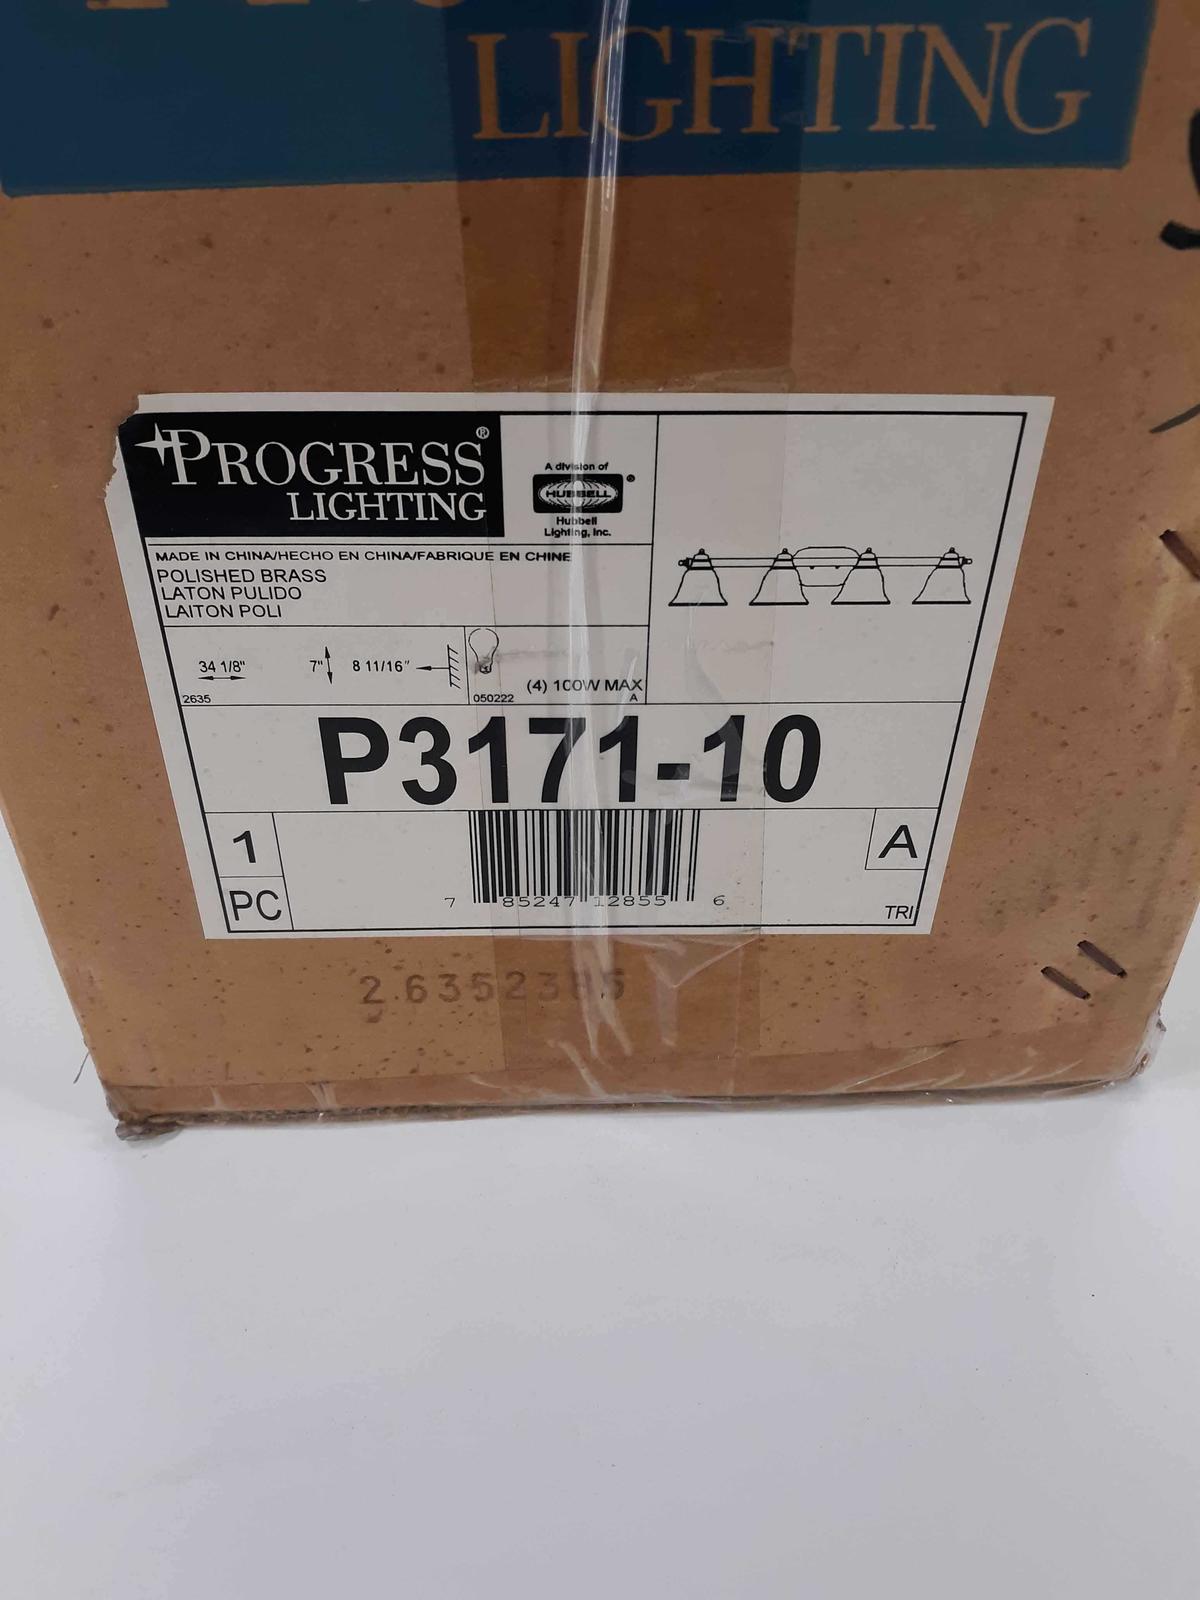 LIGHTING
PROGRESS®
LIGHTING
A division of
HUBBELL®
Hubbell
Lighting, Inc.
MADE IN CHINA/HECHO EN CHINA/FABRIQUE EN CHINE
POLISHED BRASS
LATON PULIDO
LAITON POLI
34 1/8"
7"
8 11/16"
2635
050222
(4) 100W MAX
A
P3171-10
1
PC
7 85247 12855 6
A
TRI